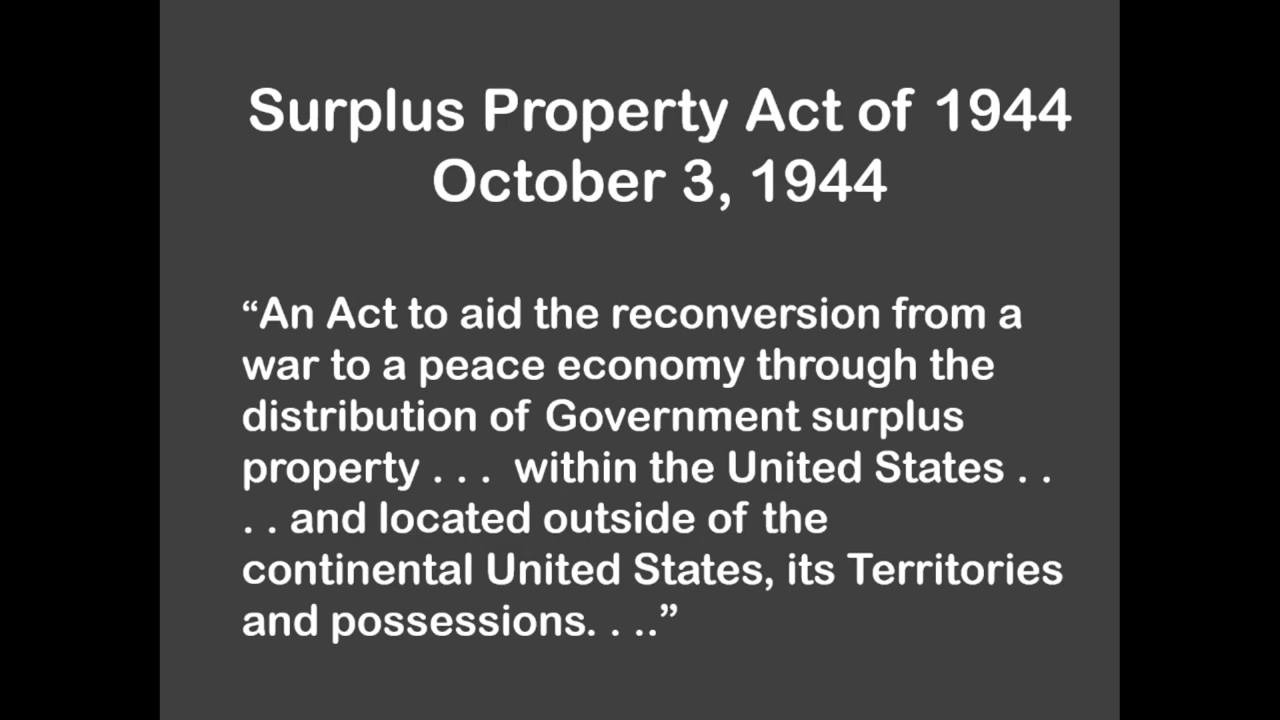 Surplus Property Act of 1944
October 3, 1944
“An Act to aid the reconversion from a
war to a peace economy through the
distribution of Government surplus
property . . .  within the United States . .
. . and located outside of the
continental United States, its Territories
and possessions. . ..”